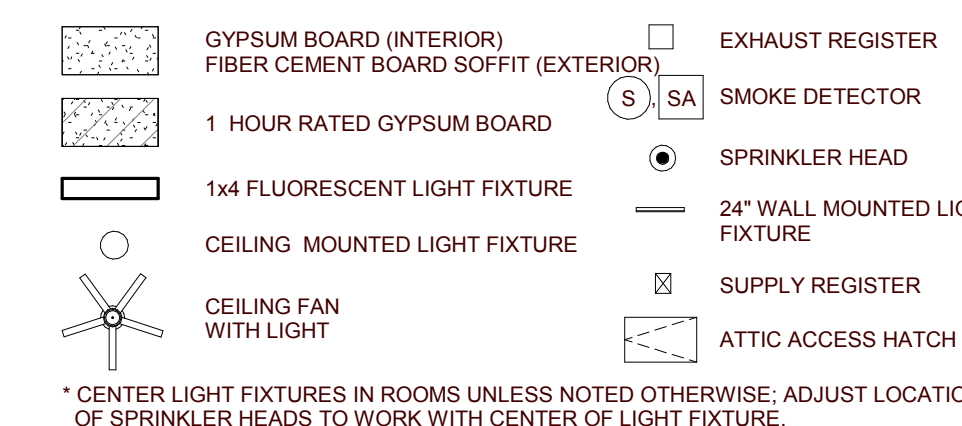 GYPSUM BOARD (INTERIOR)
FIBER CEMENT BOARD SOFFIT (EXTERIOR)
1 HOUR RATED GYPSUM BOARD
1x4 FLUORESCENT LIGHT FIXTURE
CEILING MOUNTED LIGHT FIXTURE
CEILING FAN
WITH LIGHT
EXHAUST REGISTER
S, SA SMOKE DETECTOR
SPRINKLER HEAD
24" WALL MOUNTED
FIXTURE
SUPPLY REGISTER
ATTIC ACCESS HATCH
* CENTER LIGHT FIXTURES IN ROOMS UNLESS NOTED OTHERWISE; ADJUST
OF SPRINKLER HEADS TO WORK WITH CENTER OF LIGHT FIXTURE.